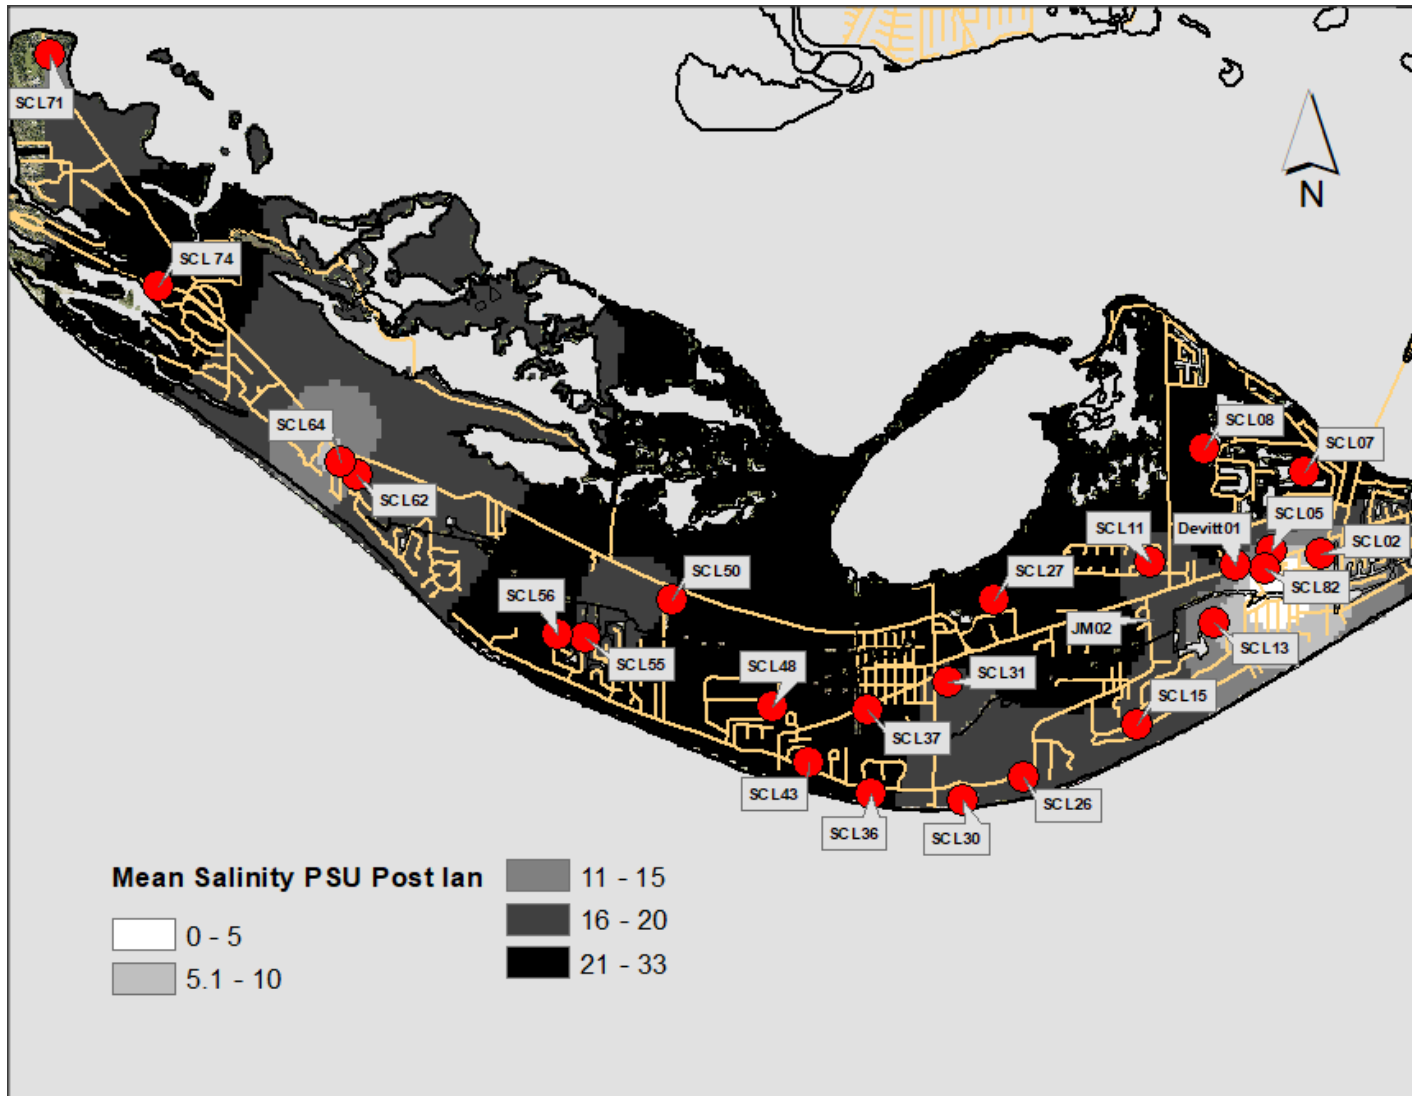 SCL71
N
SCL 74
SCL64
SCL62
SCL08
SCL07
SCL11
Devitt01
SCL05
SCL02
SCL82
SCL50
SCL27
SCL56
SCL55
JM02
SCL13
SCL48
SCL31
SCL15
SCL37
SCL43
SCL26
SCL36
SCL30
Mean Salinity PSU Post Ian
0 - 5
5.1 - 10
11 - 15
16 - 20
21 - 33